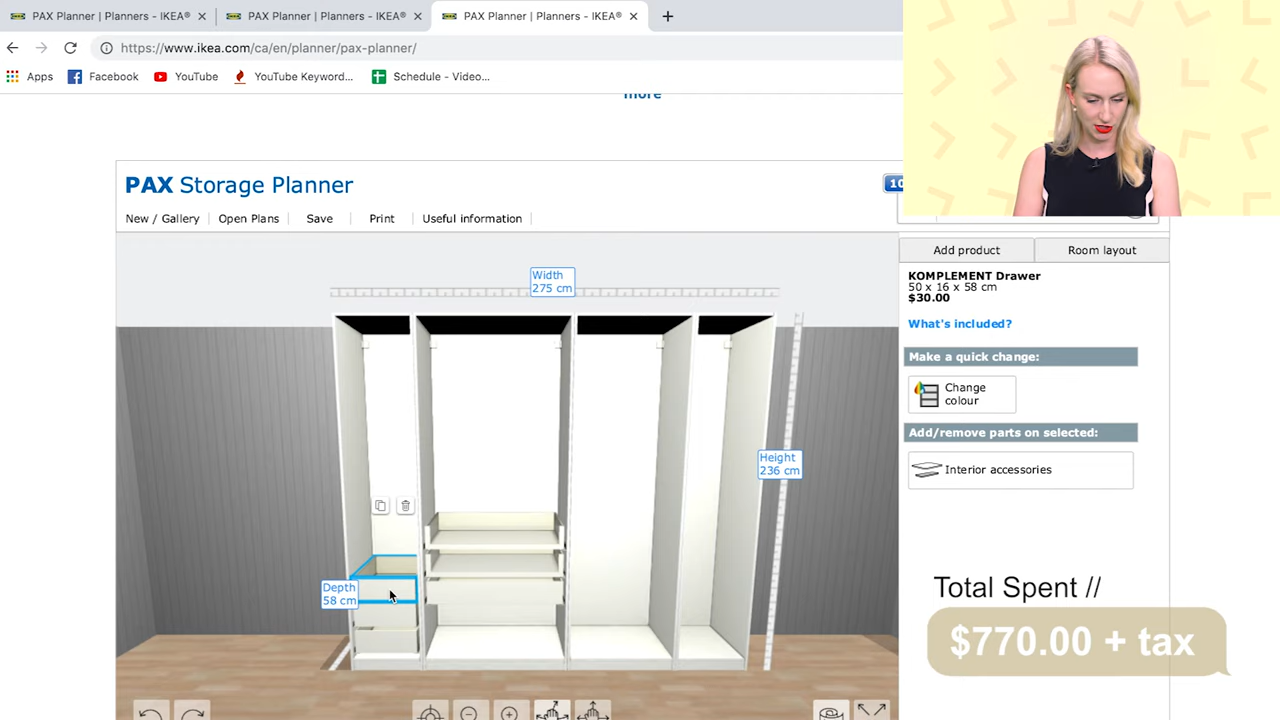 PAX Planner | Planners - IKEA®
PAX Planner | Planners - IKEA®
PAX Planner | Planners - IKEA®
https://www.ikea.com/ca/en/planner/pax-planner/
Apps
Facebook
YouTube
YouTube Keyword...
Schedule - Video...
more
PAX Storage Planner
10
New / Gallery
Open Plans
Save
Print
Useful information
Add product
Room layout
KOMPLEMENT Drawer
50 x 16 x 58 cm
$30.00
What's included?
Make a quick change:
Change
colour
Add/remove parts on selected:
Interior accessories
Width
275 cm
Height
236 cm
Depth
58 cm
Total Spent //
$770.00 + tax